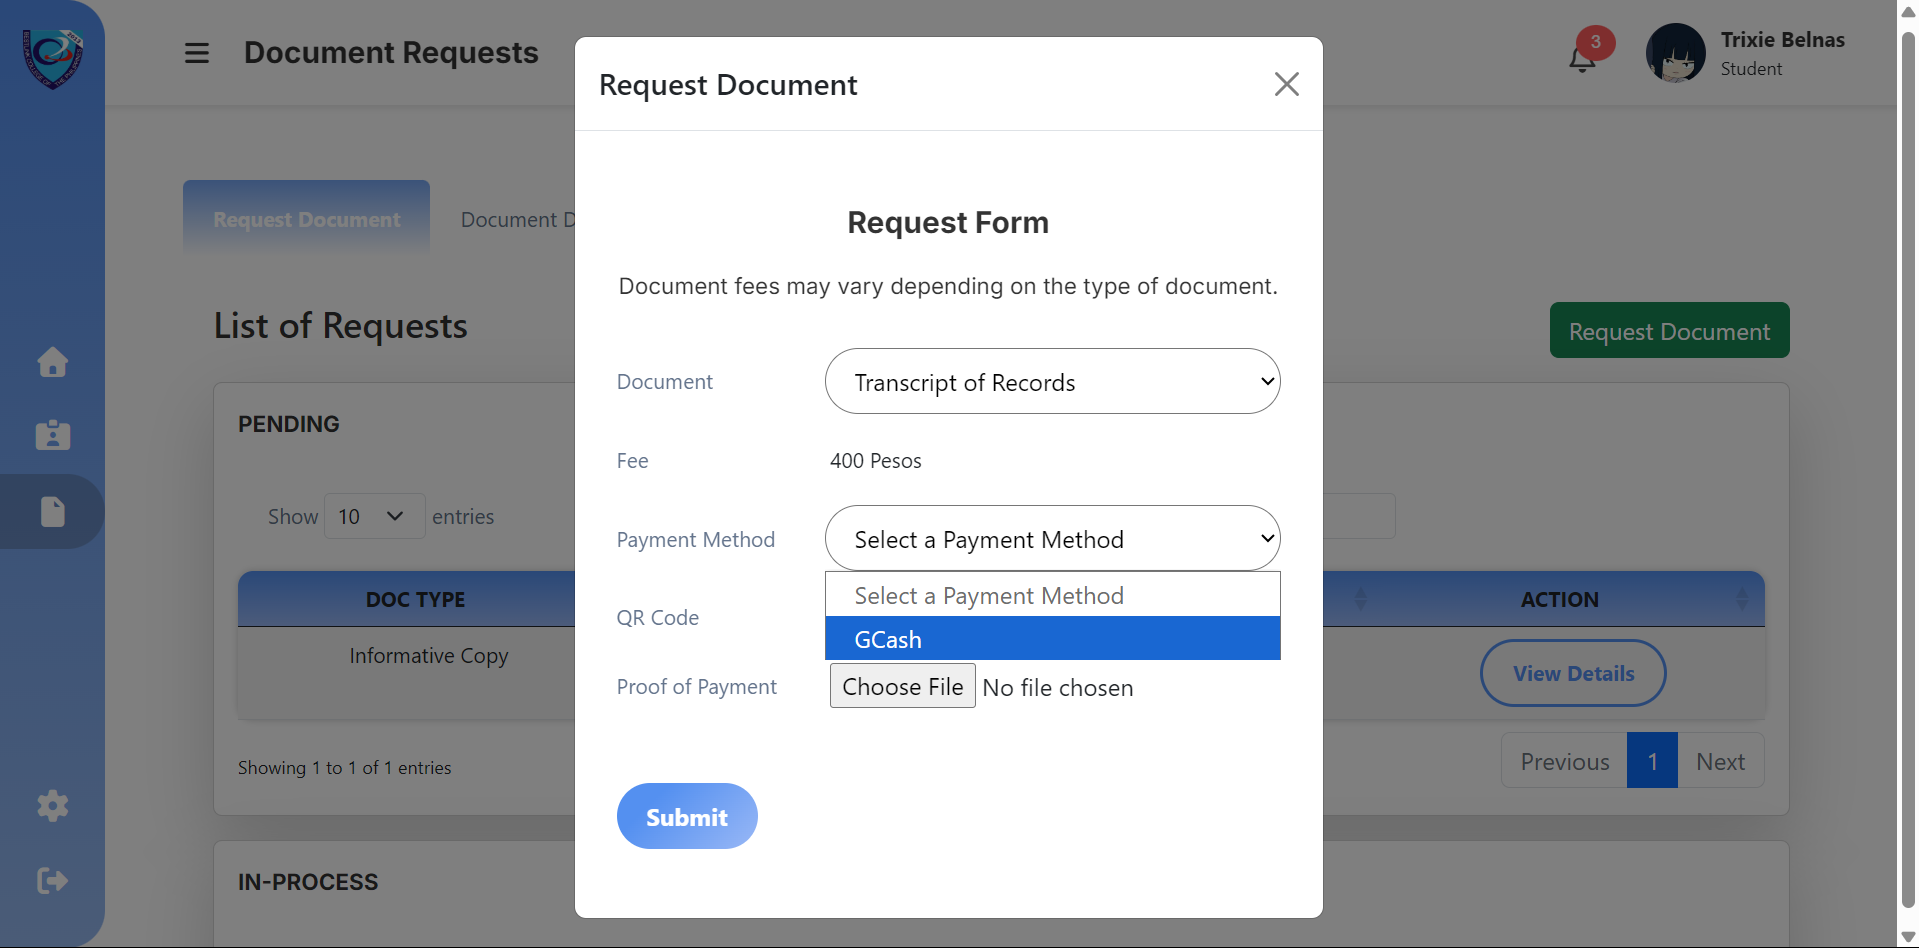 Document Requests
3
Trixie Belnas
Student
Request Document
Request Document
Document D
Request Form
Document fees may vary depending on the type of document.
List of Requests
Request Document
Document
Transcript of Records
PENDING
Fee
400 Pesos
Show 10 entries
Payment Method
Select a Payment Method
Select a Payment Method
GCash
DOC TYPE
ACTION
QR Code
Informative Copy
View Details
Proof of Payment
Choose File No file chosen
Showing 1 to 1 of 1 entries
Previous 1 Next
Submit
IN-PROCESS